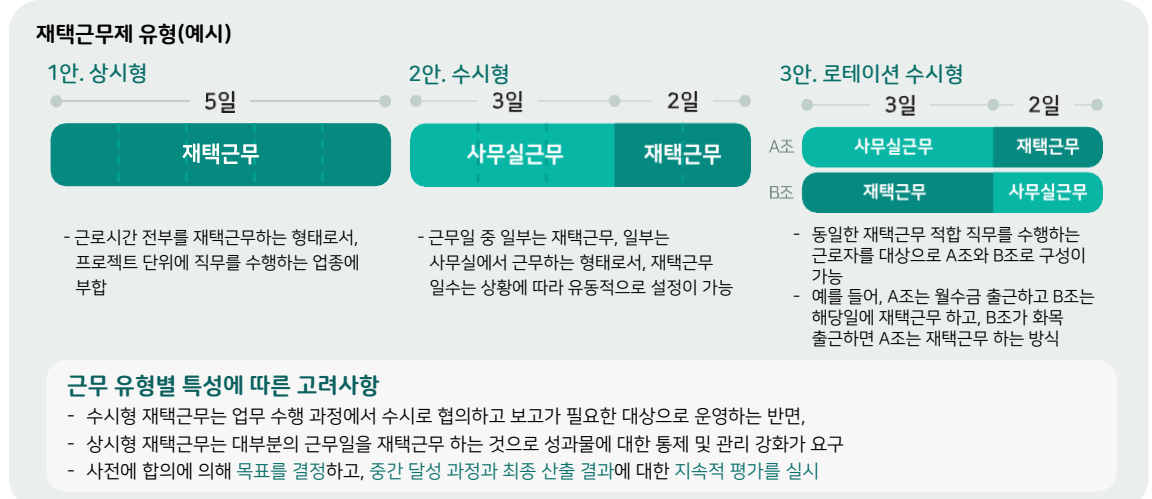 재택근무제 유형(예시)
1안. 상시형
5일
재택근무
- 근로시간 전부를 재택근무하는 형태로서,
프로젝트 단위에 직무를 수행하는 업종에
부합
2안. 수시형
3일 2일
사무실근무 재택근무
- 근무일 중 일부는 재택근무, 일부는
사무실에서 근무하는 형태로서, 재택근무
일수는 상황에 따라 유동적으로 설정이 가능
3안. 로테이션 수시형
3일 2일
A조 사무실근무 재택근무
B조 재택근무 사무실근무
- 동일한 재택근무 적합 직무를 수행하는
근로자를 대상으로 A조와 B조로 구성이
가능
- 예를 들어, A조는 월수금 출근하고 B조는
해당일에 재택근무 하고, B조가 화목
출근하면 A조는 재택근무 하는 방식
근무 유형별 특성에 따른 고려사항
- 수시형 재택근무는 업무 수행 과정에서 수시로 협의하고 보고가 필요한 대상으로 운영하는 반면,
- 상시형 재택근무는 대부분의 근무일을 재택근무 하는 것으로 성과물에 대한 통제 및 관리 강화가 요구
- 사전에 합의에 의해 목표를 결정하고, 중간 달성 과정과 최종 산출 결과에 대한 지속적 평가를 실시